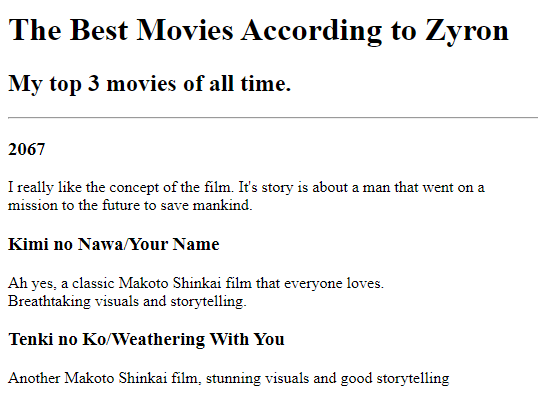 The Best Movies According to Zyron
My top 3 movies of all time.
2067
I really like the concept of the film. It's story is about a man that went on a
mission to the future to save mankind.
Kimi no Nawa/Your Name
Ah yes, a classic Makoto Shinkai film that everyone loves.
Breathtaking visuals and storytelling.
Tenki no Ko/Weathering With You
Another Makoto Shinkai film, stunning visuals and good storytelling